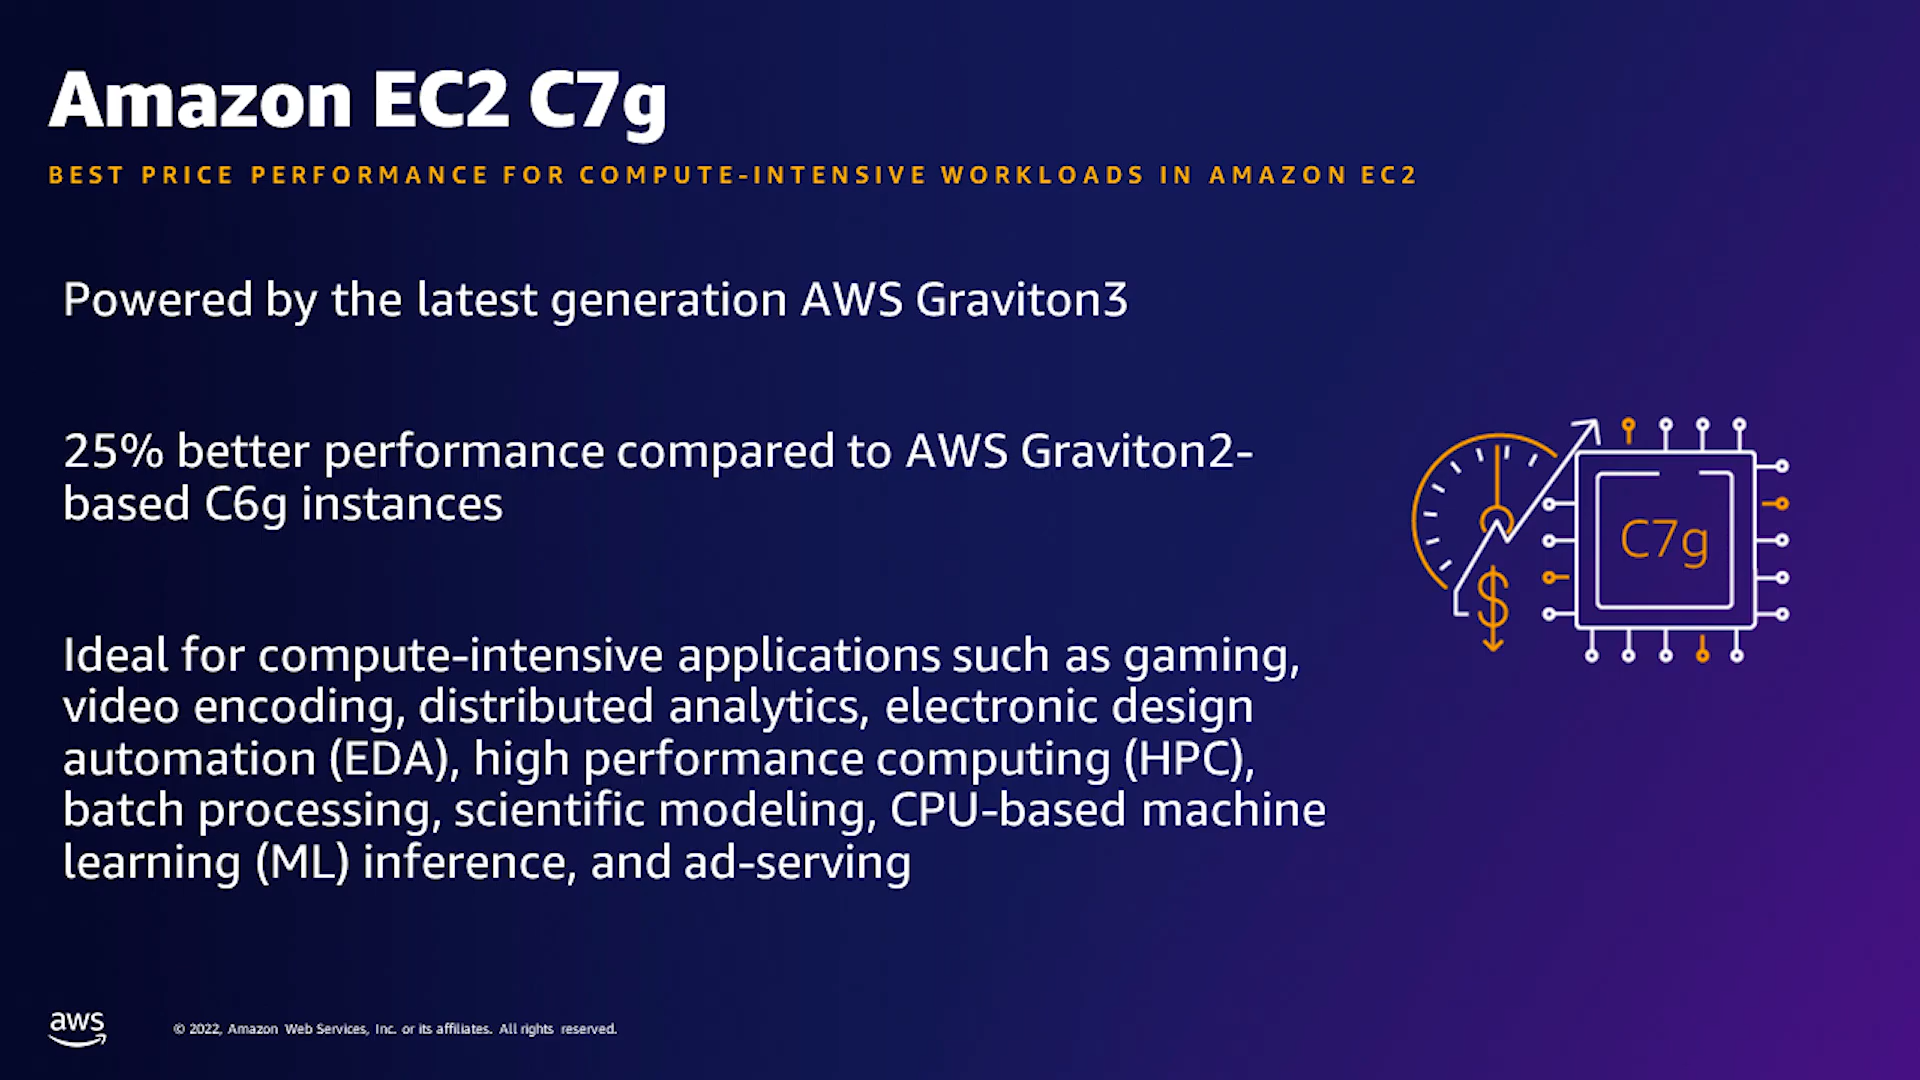 Amazon EC2 C7g
BEST PRICE PERFORMANCE FOR COMPUTE-INTENSIVE WORKLOADS IN AMAZON EC2
Powered by the latest generation AWS Graviton3
25% better performance compared to AWS Graviton2-
based C6g instances
C7g
$
Ideal for compute-intensive applications such as gaming,
video encoding, distributed analytics, electronic design
automation (EDA), high performance computing (HPC),
batch processing, scientific modeling, CPU-based machine
learning (ML) inference, and ad-serving
aws
© 2022, Amazon Web Services, Inc. or its affiliates. All rights reserved.